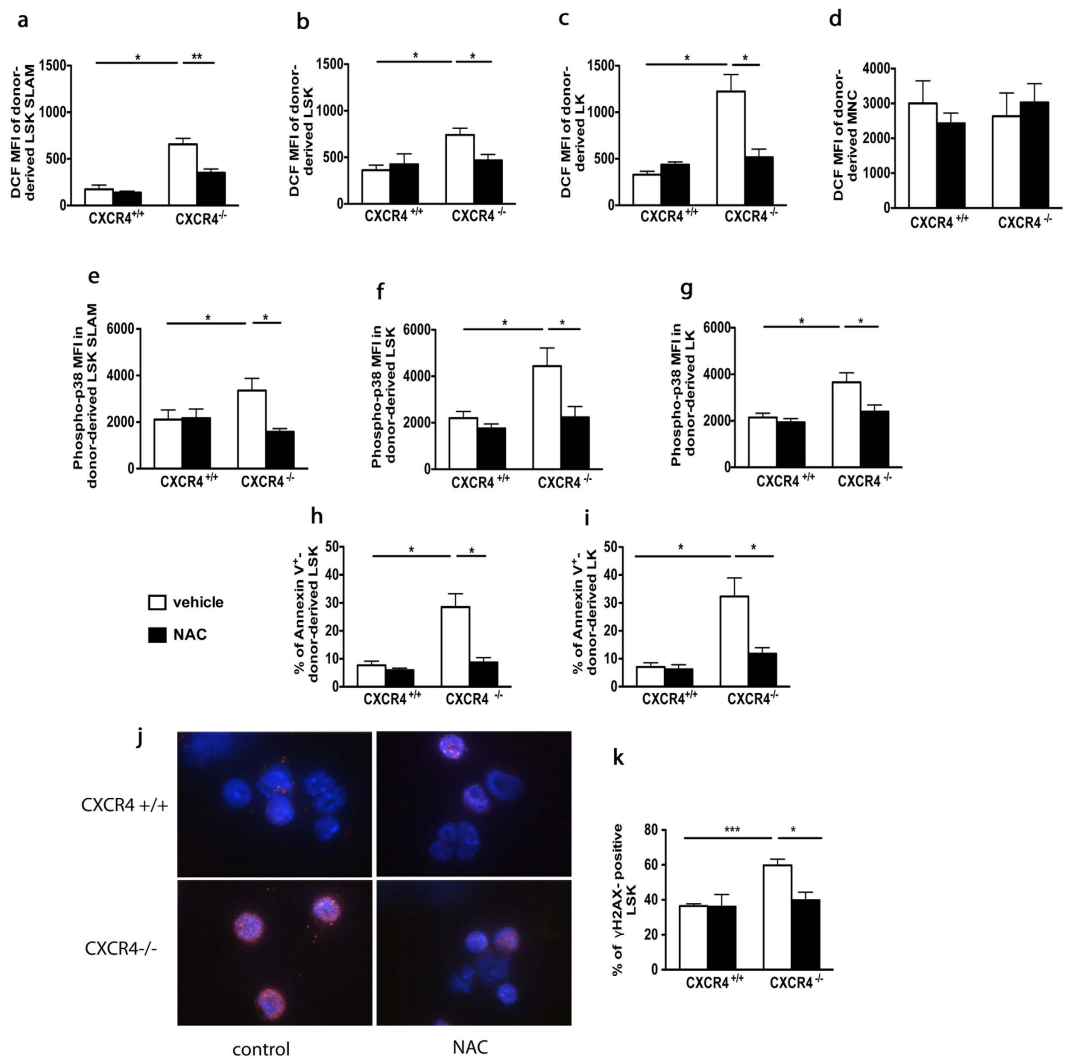 a
DCF MFI of donor-
derived LSK SLAM
1500
1000
500
0
*
**
CXCR4+/+
CXCR4-/-
b
DCF MFI of donor-
derived LSK
1500
1000
500
0
*
*
CXCR4 +/+
CXCR4 -/-
c
DCF MFI of donor-
derived LK
1500
1000
500
0
*
*
CXCR4 +/+
CXCR4 -/-
d
DCF MFI of donor-
derived MNC
4000
3000
2000
1000
0
CXCR4 +/+
CXCR4 -/-
e
Phospho-p38 MFI in
donor-derived LSK SLAM
6000
4000
2000
0
*
*
CXCR4 +/+
CXCR4 -/-
f
Phospho-p38 MFI in
donor-derived LSK
6000
4000
2000
0
*
*
CXCR4 +/+
CXCR4 -/-
g
Phospho-p38 MFI in
donor-derived LK
6000
4000
2000
0
*
*
CXCR4 +/+
CXCR4 -/-
vehicle
NAC
h
% of Annexin V+-
donor-derived LSK
50
40
30
20
10
0
*
*
CXCR4 +/+
CXCR4 -/-
i
% of Annexin V+-
donor-derived LK
50
40
30
20
10
0
*
*
CXCR4+/+
CXCR4-/-
j
CXCR4 +/+
CXCR4-/-
control
NAC
k
% of γH2AX- positive
LSK
80
60
40
20
0
***
*
CXCR4 +/+
CXCR4 -/-